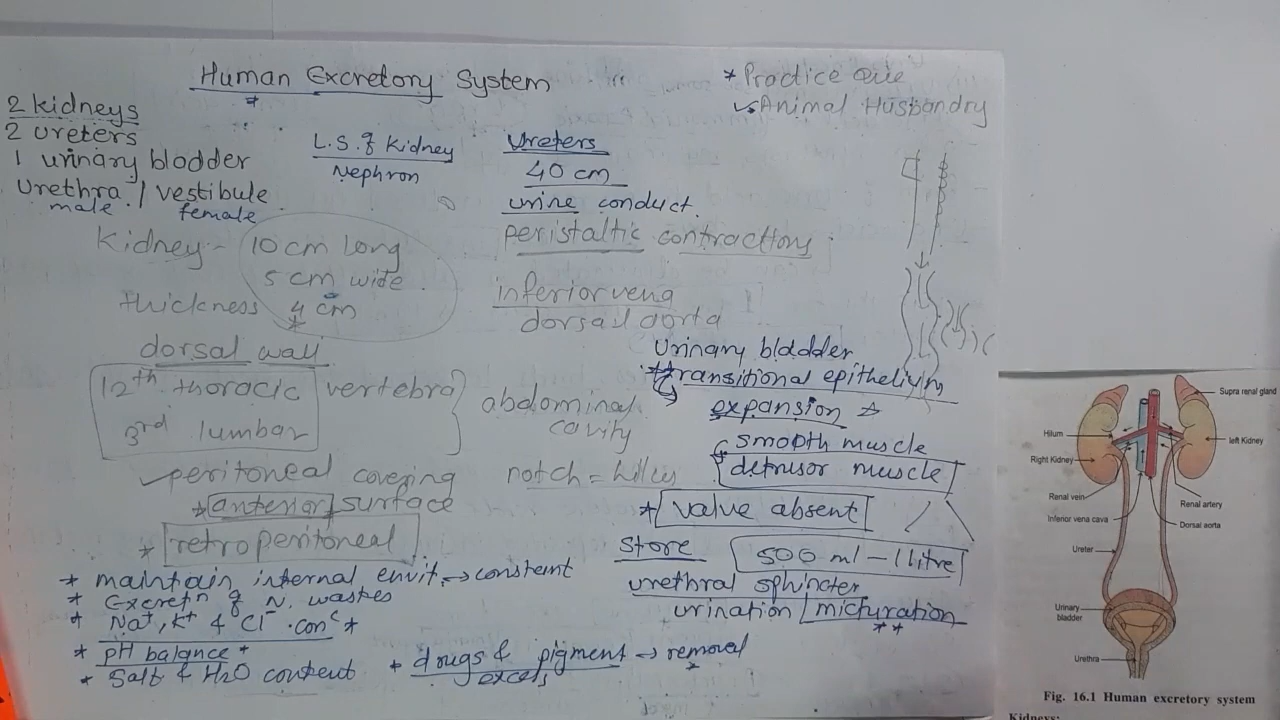 Human Excretory System
*
* Practice Que
Animal Husbandry
2 kidneys
2 ureters
1 urinary bladder
Urethra / vestibule
male female
L.S. of Kidney
Nephron
Ureters
40 cm
urine conduct.
peristaltic contractions
Kidney - 10 cm long
5 cm wide.
thickness 4 cm
*
inferior vena
dorsal aorta
dorsal wall
12th thoracic vertebra
3rd lumbar
abdominal
cavity
peritoneal covering
* anterior surface
* retroperitoneal
notch = hilus
Urinary bladder
transitional epithelium
expansion
smooth muscle
detrusor muscle
* valve absent
Store 500 ml - 1 litre
urethral sphincter
urination / micturation
* *
* maintain internal envit. → constant
* Excretn of N. wastes
* Na+, K+ & Cl- conc *
* pH balance *
* Salt & H2O content
* drugs & pigment → removal
excess *
Supra renal gland
Hilum
left Kidney
Right Kidney
Renal vein
Renal artery
Inferior vena cava
Dorsal aorta
Ureter
Urinary
bladder
Urethra
Fig. 16.1 Human excretory system
Kidneys: